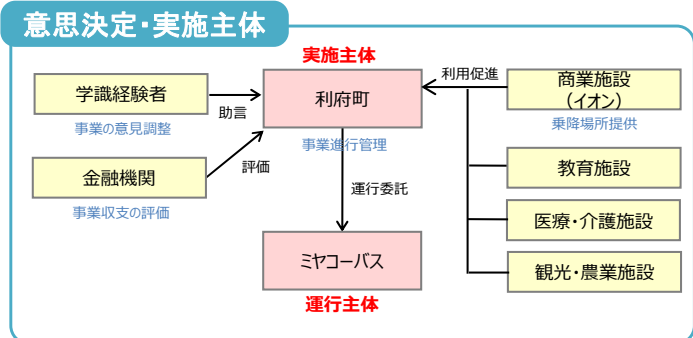 意思決定・実施主体
実施主体
学識経験者
助言
利府町
利用促進
商業施設
（イオン）
事業の意見調整
事業進行管理
乗降場所提供
金融機関
評価
教育施設
事業収支の評価
運行委託
医療・介護施設
ミヤコーバス
観光・農業施設
運行主体